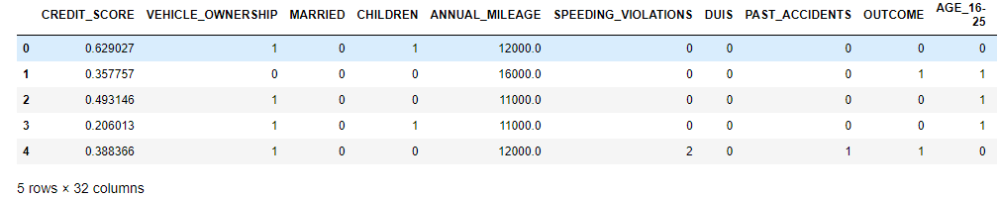 CREDIT_SCORE VEHICLE_OWNERSHIP MARRIED CHILDREN ANNUAL_MILEAGE SPEEDING_VIOLATIONS DUIS PAST_ACCIDENTS OUTCOME AGE_16-
25
0 0.629027 1 0 1 12000.0 0 0 0 0 0
1 0.357757 0 0 0 16000.0 0 0 0 1 1
2 0.493146 1 0 0 11000.0 0 0 0 0 1
3 0.206013 1 0 1 11000.0 0 0 0 0 1
4 0.388366 1 0 0 12000.0 2 0 1 1 0
5 rows × 32 columns